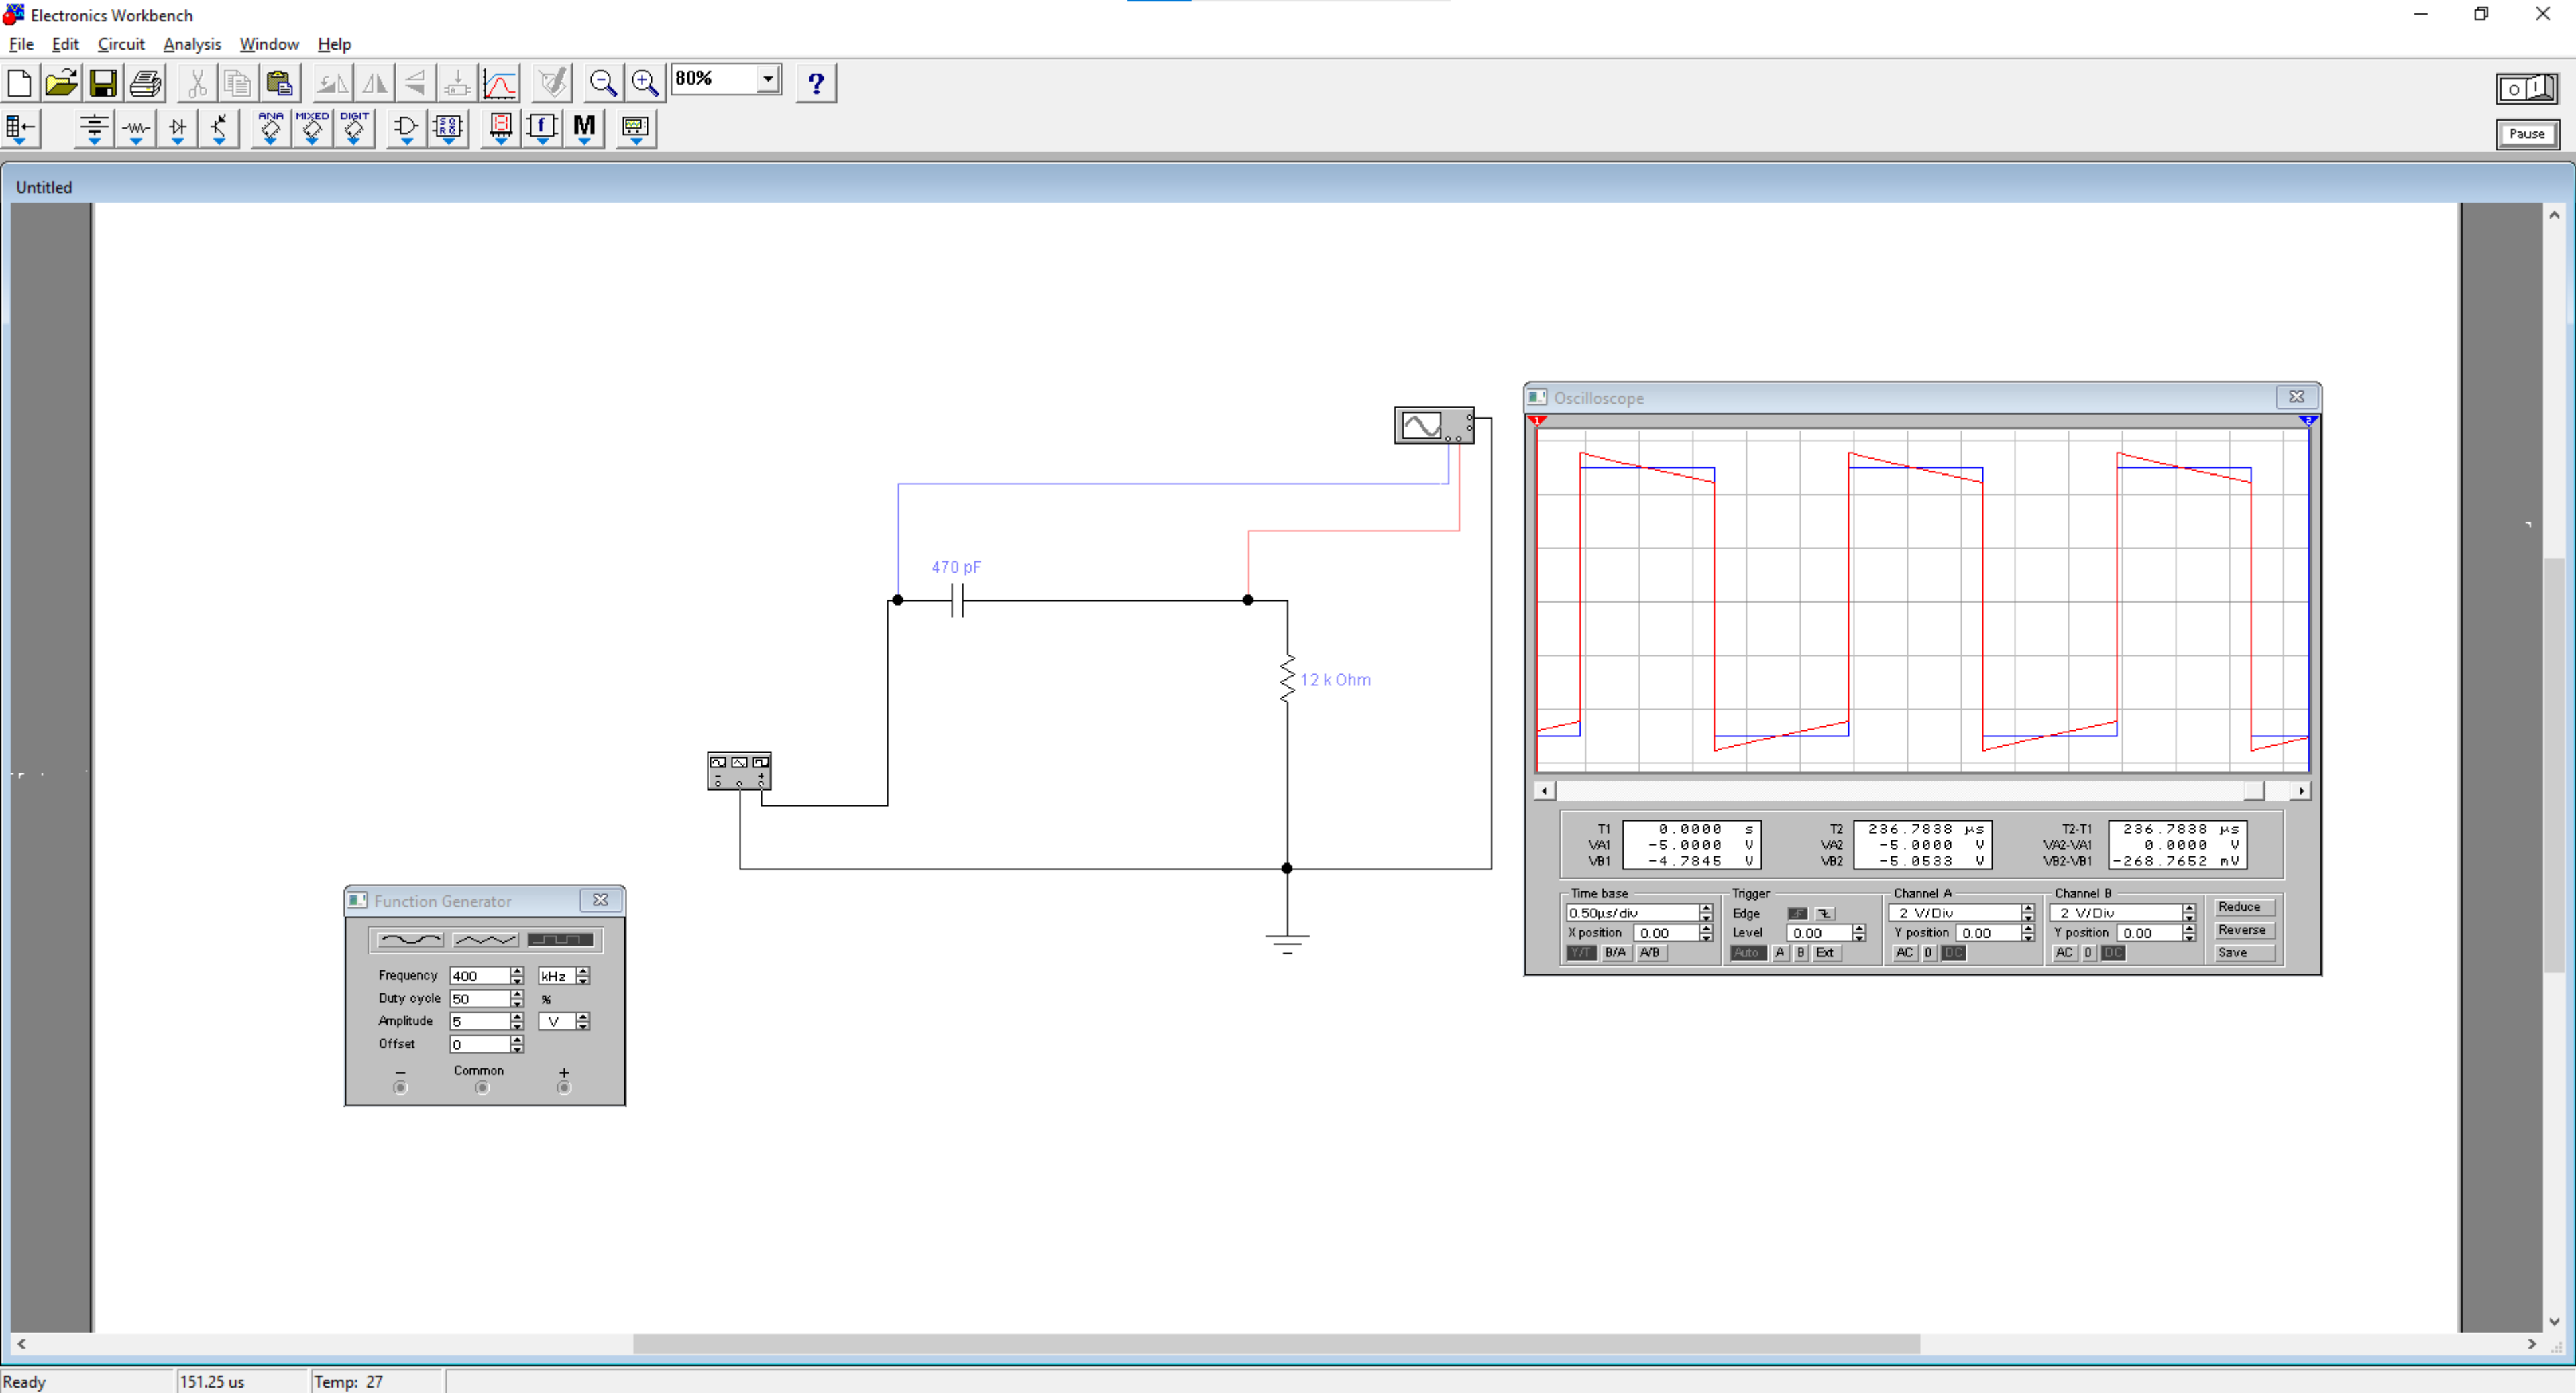 Electronics Workbench
File Edit Circuit Analysis Window Help
80%
?
ANA MIXED DIGIT
M
Pause
Untitled
Oscilloscope
1 2
470 pF
12 k Ohm
T1 0.0000 s T2 236.7838 µs T2-T1 236.7838 µs
VA1 -5.0000 V VA2 -5.0000 V VA2-VA1 0.0000 V
VB1 -4.7845 V VB2 -5.0533 V VB2-VB1 -268.7652 mV
Time base Trigger Channel A Channel B
0.50µs/div Edge 2 V/Div 2 V/Div Reduce
X position 0.00 Level 0.00 Y position 0.00 Y position 0.00 Reverse
Y/T B/A A/B Auto A B Ext AC 0 DC AC 0 DC Save
Function Generator
Frequency 400 kHz
Duty cycle 50 %
Amplitude 5 V
Offset 0
− Common +
Ready 151.25 us Temp: 27